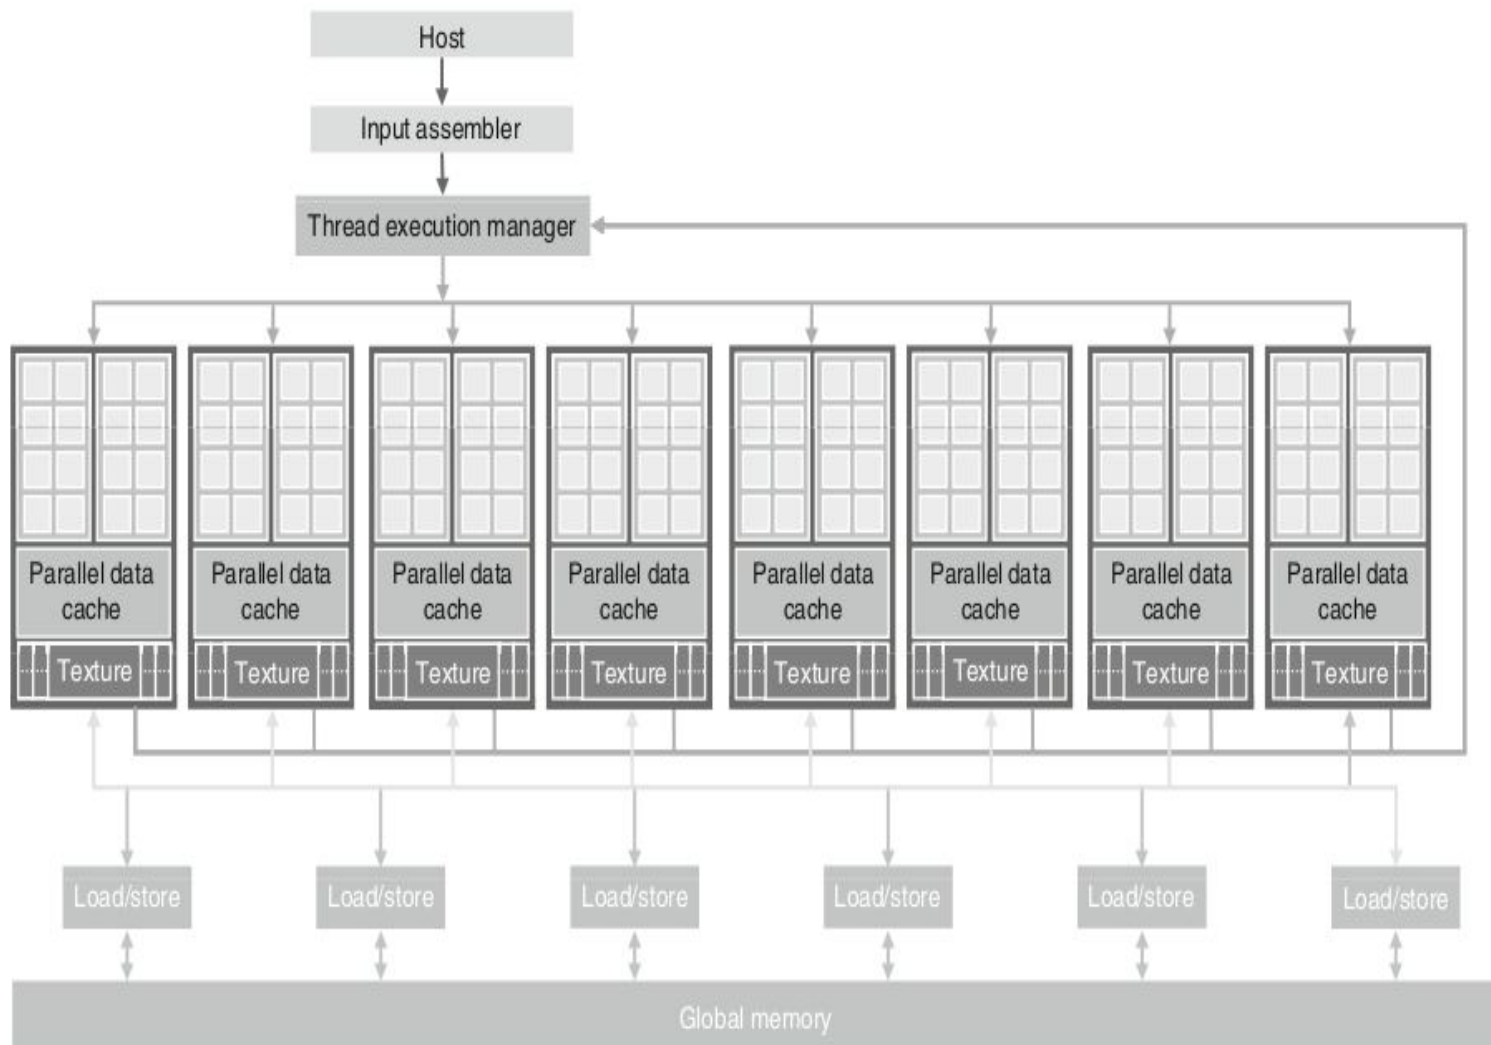 Host
Input assembler
Thread execution manager
Parallel data
cache
Parallel data
cache
Parallel data
cache
Parallel data
cache
Parallel data
cache
Parallel data
cache
Parallel data
cache
Parallel data
cache
Texture
Texture
Texture
Texture
Texture
Texture
Texture
Texture
Load/store
Load/store
Load/store
Load/store
Load/store
Load/store
Global memory